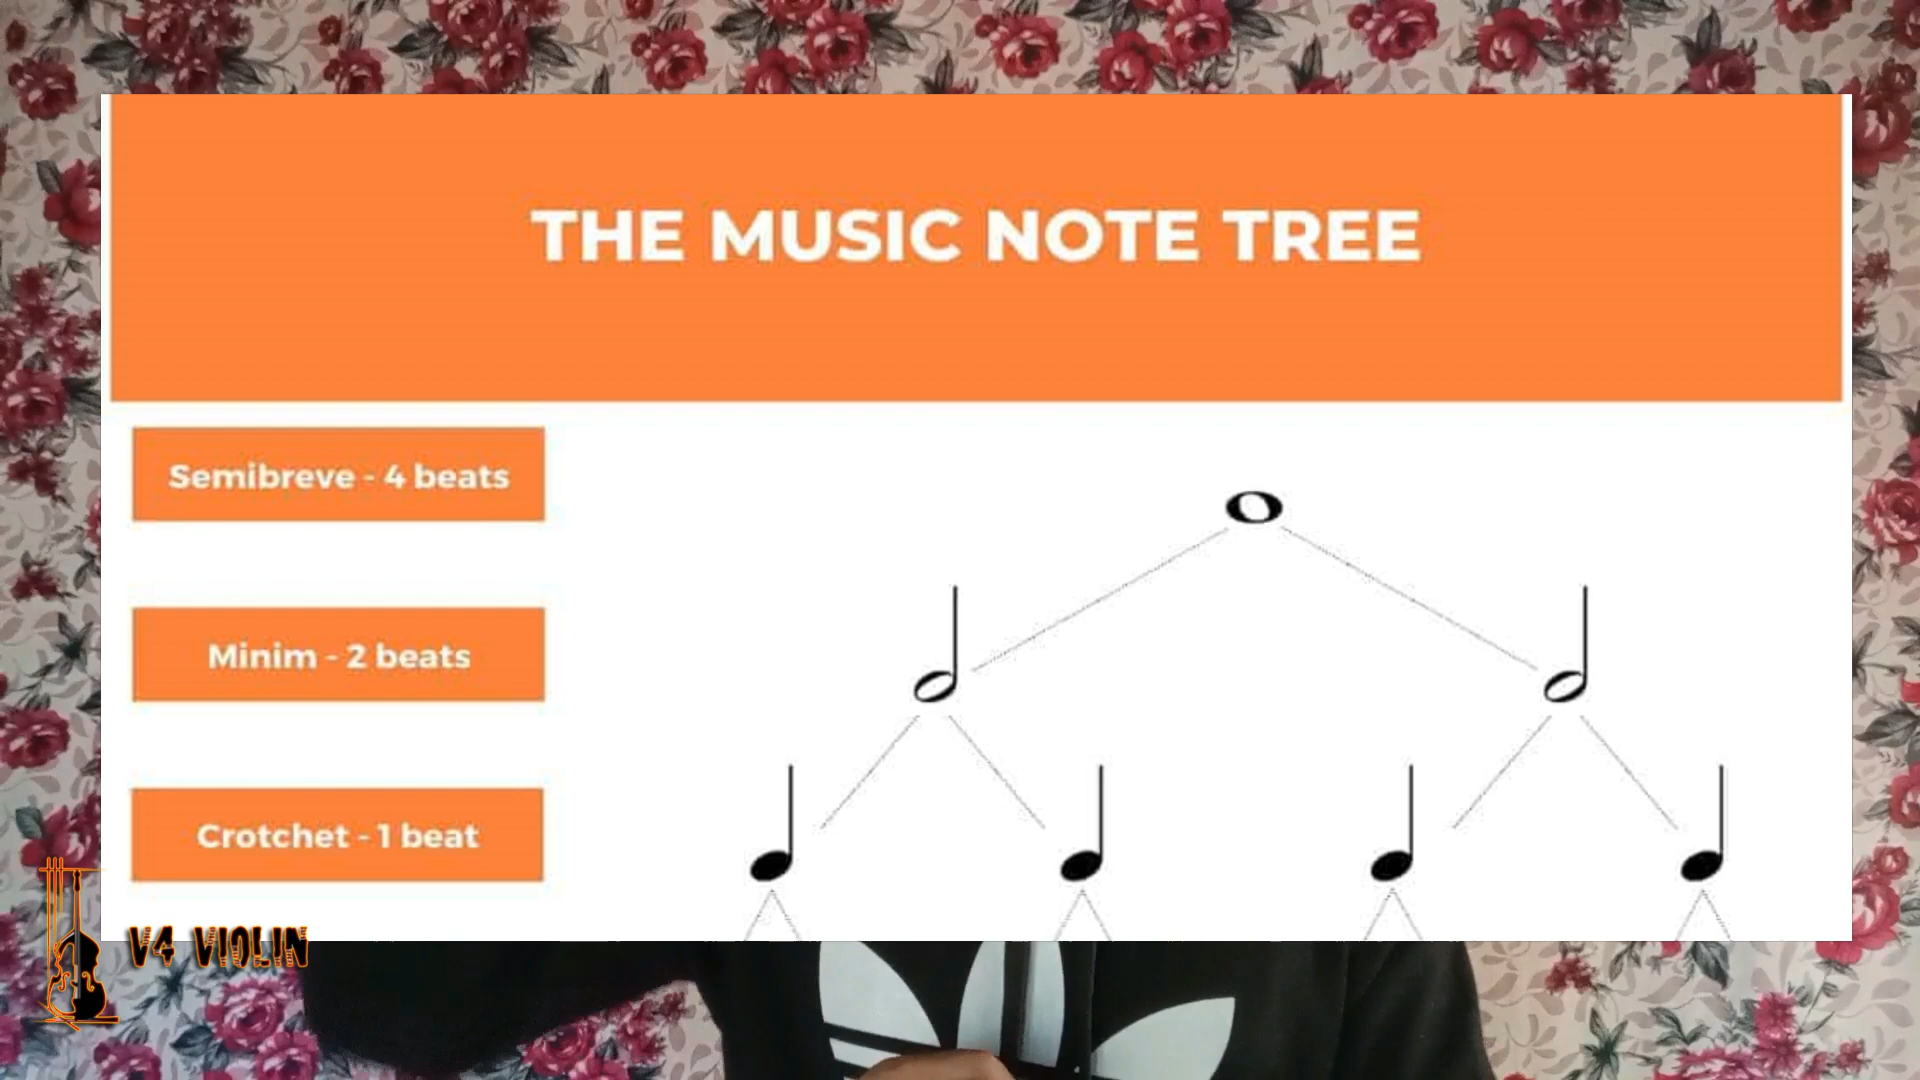 THE MUSIC NOTE TREE
Semibreve - 4 beats
Minim - 2 beats
Crotchet - 1 beat
V4 VIOLIN